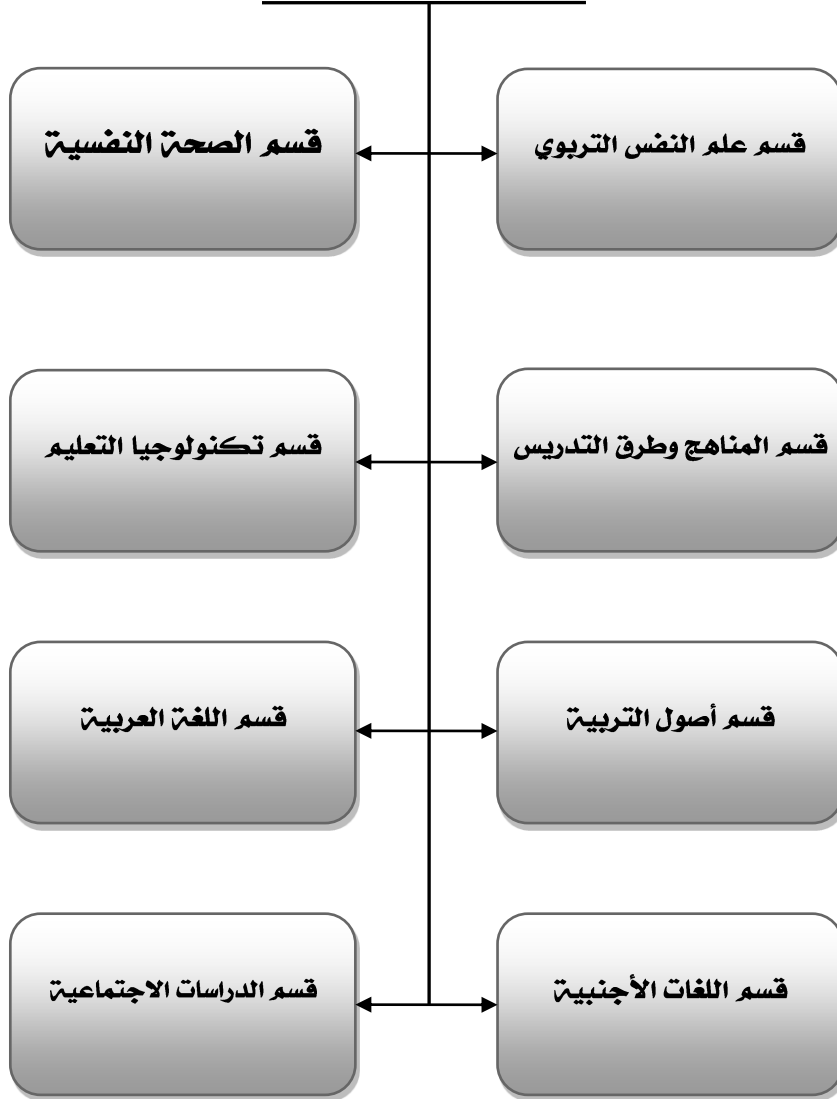 قسم علم النفس التربوي
قسم الصحة النفسية
قسم المناهج وطرق التدريس
قسم تكنولوجيا التعليم
قسم أصول التربية
قسم اللغة العربية
قسم اللغات الأجنبية
قسم الدراسات الاجتماعية